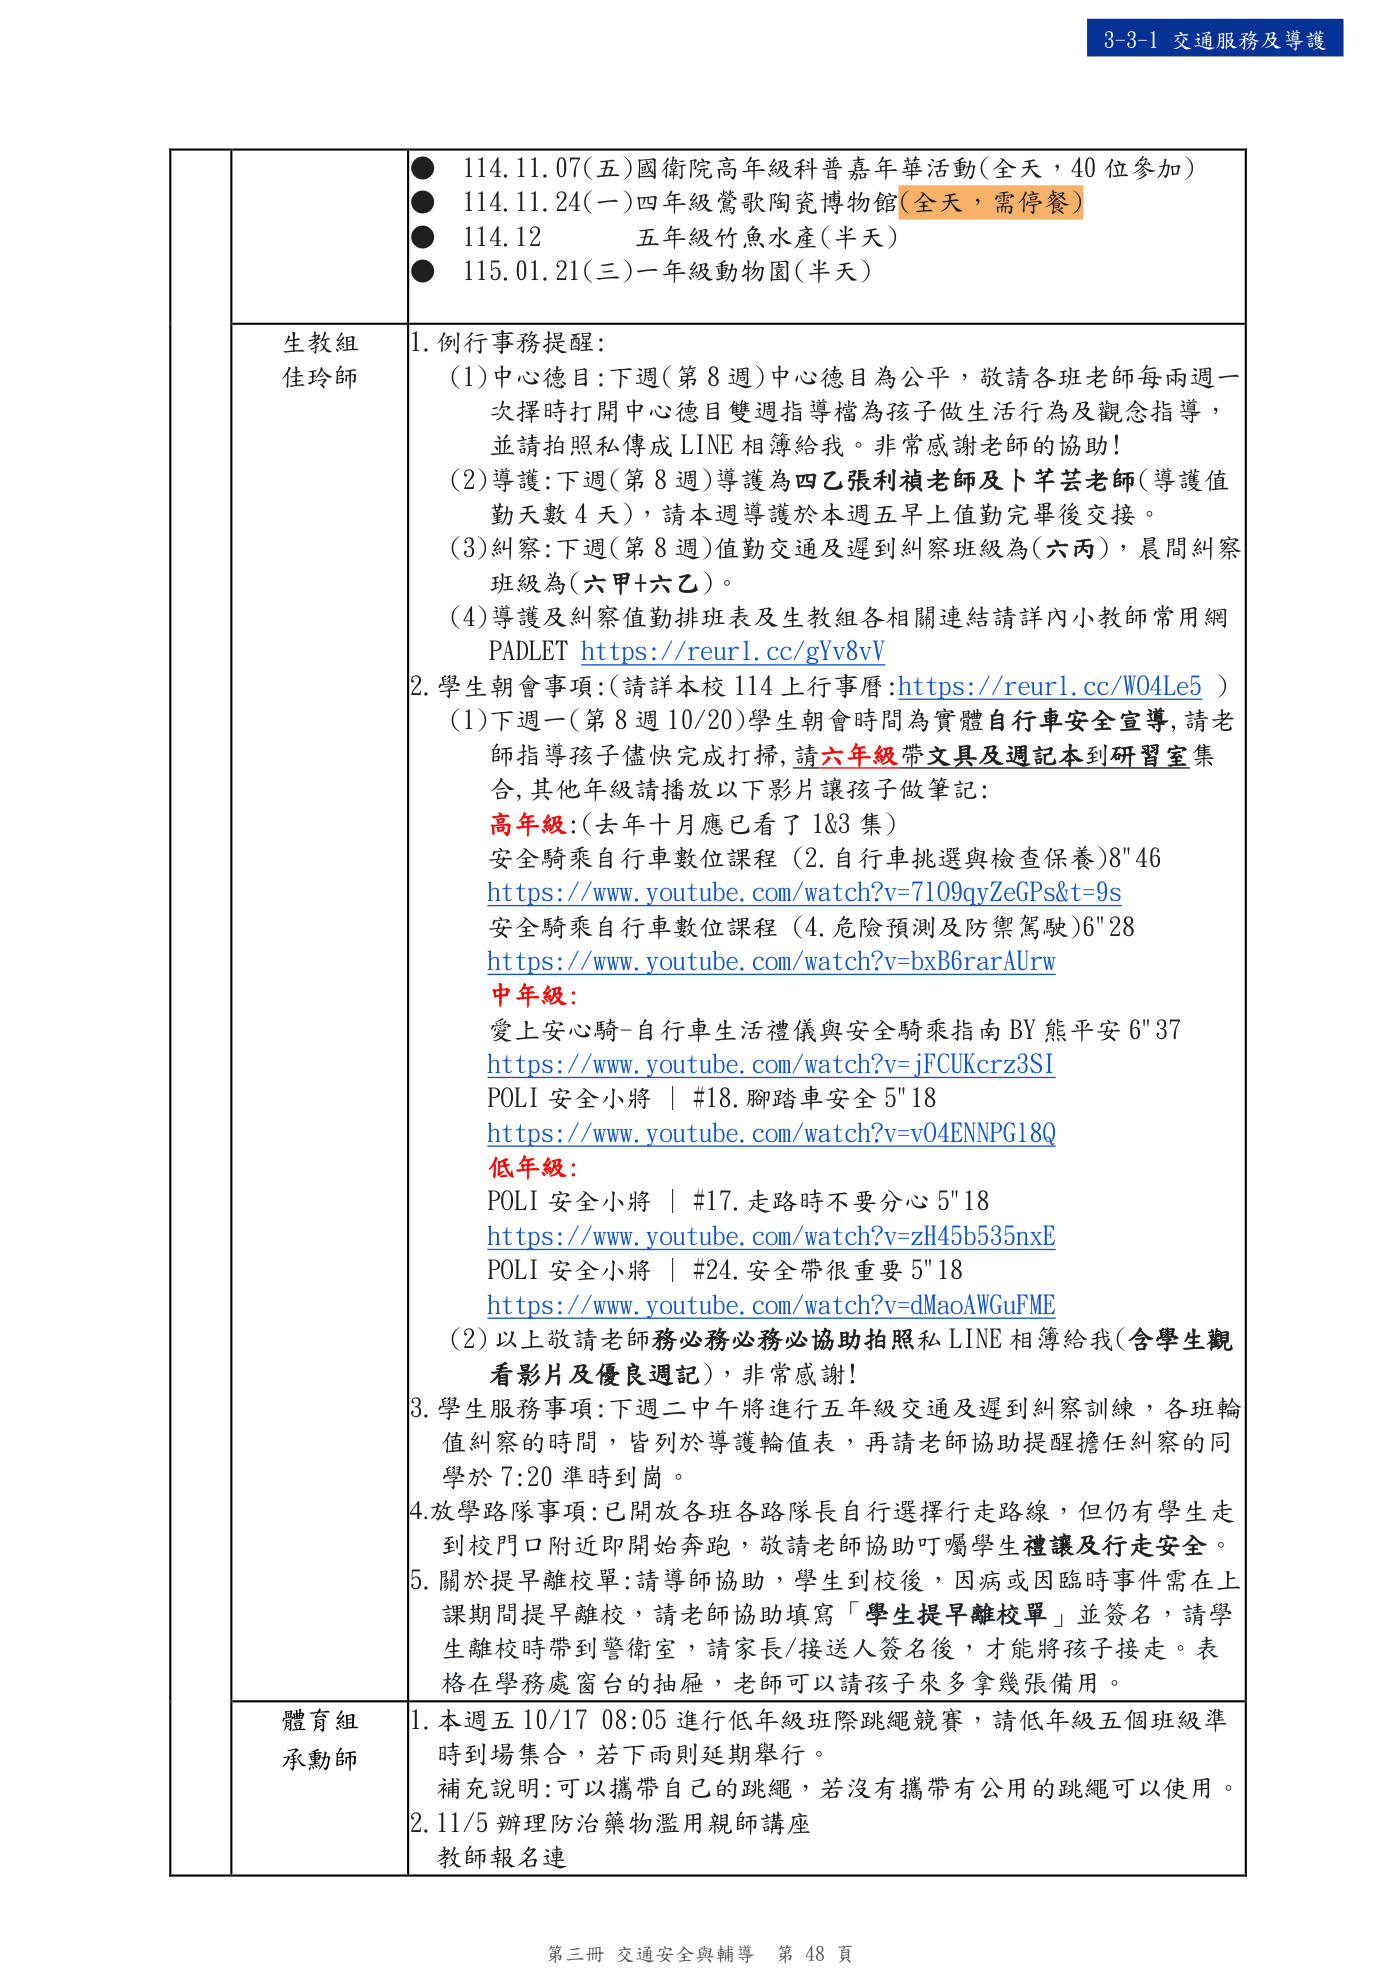 3-3-1 交通服務及導護
● 114.11.07(五)國衛院高年級科普嘉年華活動(全天，40 位參加)
● 114.11.24(一)四年級鶯歌陶瓷博物館(全天，需停餐)
● 114.12 五年級竹魚水產(半天)
● 115.01.21(三)一年級動物園(半天)
生教組
佳玲師
1.例行事務提醒:
(1)中心德目:下週(第 8 週)中心德目為公平，敬請各班老師每兩週一
次擇時打開中心德目雙週指導檔為孩子做生活行為及觀念指導，
並請拍照私傳成 LINE 相簿給我。非常感謝老師的協助!
(2)導護:下週(第 8 週)導護為四乙張利禎老師及卜芊芸老師(導護值
勤天數 4 天)，請本週導護於本週五早上值勤完畢後交接。
(3)糾察:下週(第 8 週)值勤交通及遲到糾察班級為(六丙)，晨間糾察
班級為(六甲+六乙)。
(4)導護及糾察值勤排班表及生教組各相關連結請詳內小教師常用網
PADLET https://reurl.cc/gYv8vV
2.學生朝會事項:(請詳本校 114 上行事曆:https://reurl.cc/WO4Le5 )
(1)下週一(第 8 週 10/20)學生朝會時間為實體自行車安全宣導,請老
師指導孩子儘快完成打掃,請六年級帶文具及週記本到研習室集
合,其他年級請播放以下影片讓孩子做筆記:
高年級:(去年十月應已看了 1&3 集)
安全騎乘自行車數位課程 (2.自行車挑選與檢查保養)8"46
https://www.youtube.com/watch?v=71O9qyZeGPs&t=9s
安全騎乘自行車數位課程 (4.危險預測及防禦駕駛)6"28
https://www.youtube.com/watch?v=bxB6rarAUrw
中年級:
愛上安心騎-自行車生活禮儀與安全騎乘指南 BY 熊平安 6"37
https://www.youtube.com/watch?v=jFCUKcrz3SI
POLI 安全小將 | #18.腳踏車安全 5"18
https://www.youtube.com/watch?v=vO4ENNPG18Q
低年級:
POLI 安全小將 | #17.走路時不要分心 5"18
https://www.youtube.com/watch?v=zH45b535nxE
POLI 安全小將 | #24.安全帶很重要 5"18
https://www.youtube.com/watch?v=dMaoAWGuFME
(2)以上敬請老師務必務必務必協助拍照私 LINE 相簿給我(含學生觀
看影片及優良週記)，非常感謝!
3.學生服務事項:下週二中午將進行五年級交通及遲到糾察訓練，各班輪
值糾察的時間，皆列於導護輪值表，再請老師協助提醒擔任糾察的同
學於 7:20 準時到崗。
4.放學路隊事項:已開放各班各路隊長自行選擇行走路線，但仍有學生走
到校門口附近即開始奔跑，敬請老師協助叮囑學生禮讓及行走安全。
5.關於提早離校單:請導師協助，學生到校後，因病或因臨時事件需在上
課期間提早離校，請老師協助填寫「學生提早離校單」並簽名，請學
生離校時帶到警衛室，請家長/接送人簽名後，才能將孩子接走。表
格在學務處窗台的抽屜，老師可以請孩子來多拿幾張備用。
體育組
承勳師
1.本週五 10/17 08:05 進行低年級班際跳繩競賽，請低年級五個班級準
時到場集合，若下雨則延期舉行。
補充說明:可以攜帶自己的跳繩，若沒有攜帶有公用的跳繩可以使用。
2.11/5 辦理防治藥物濫用親師講座
教師報名連
第三冊 交通安全與輔導 第 48 頁